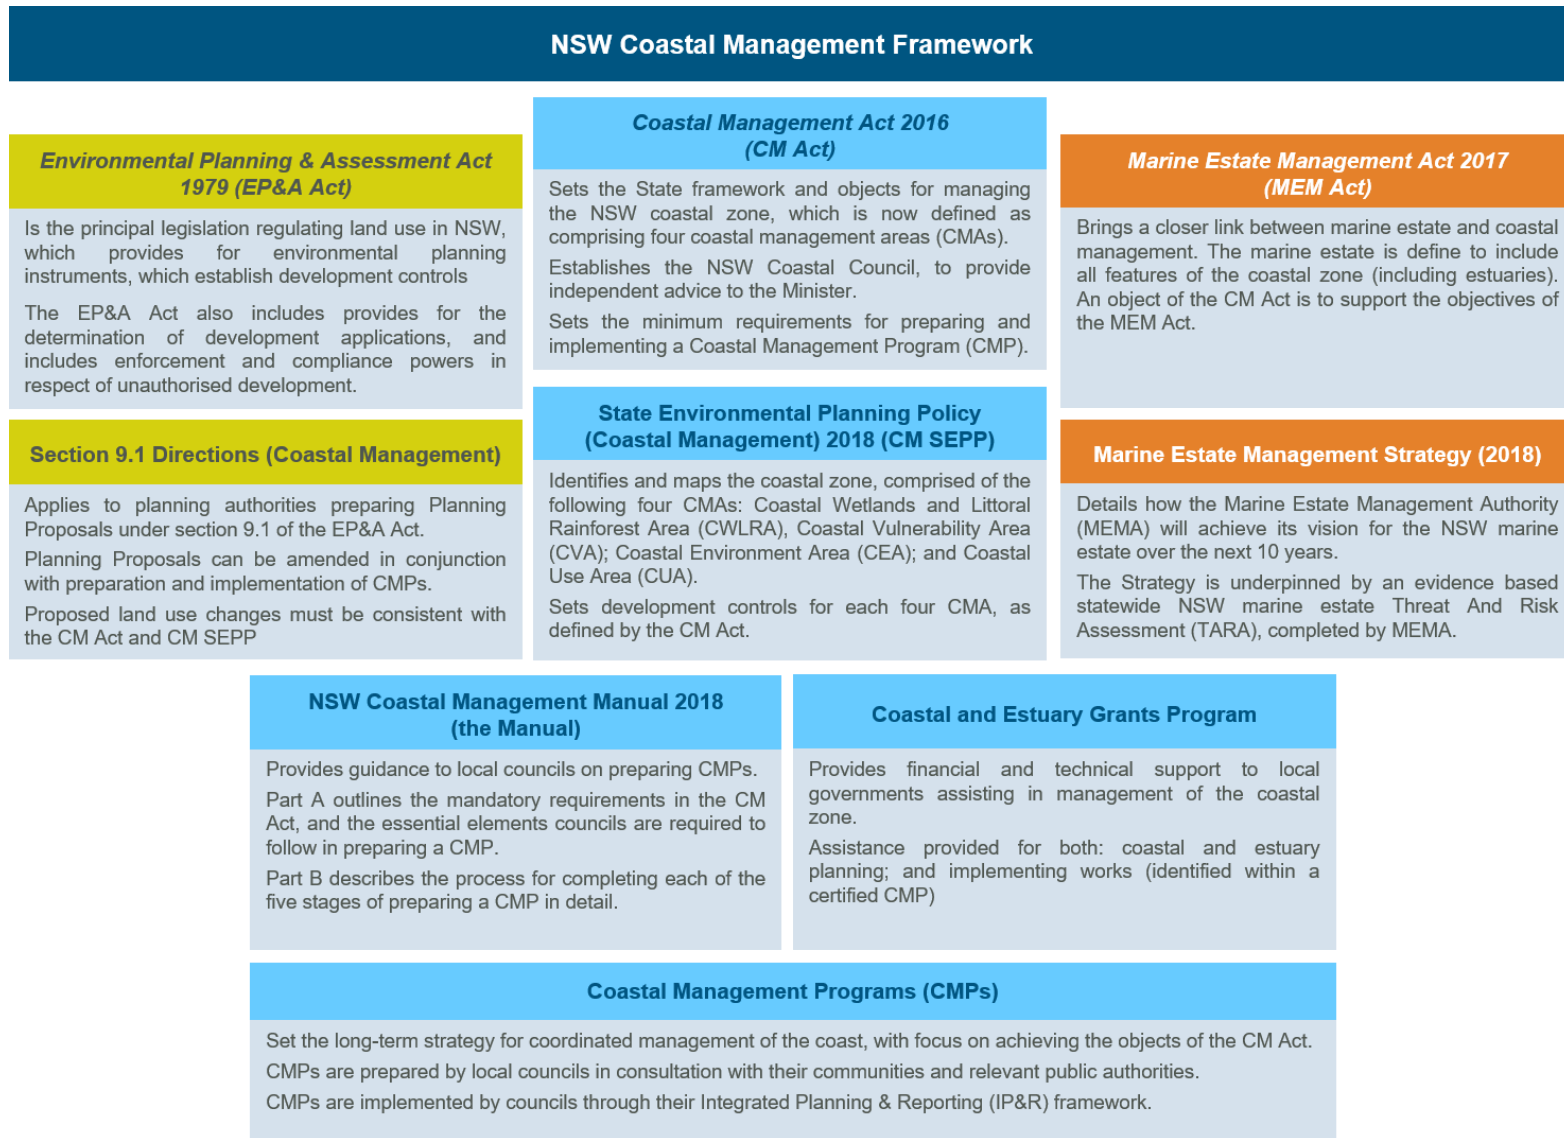 NSW Coastal Management Framework
Environmental Planning & Assessment Act
1979 (EP&A Act)
Is the principal legislation regulating land use in NSW,
which provides for environmental planning
instruments, which establish development controls
The EP&A Act also includes provides for the
determination of development applications, and
includes enforcement and compliance powers in
respect of unauthorised development.
Coastal Management Act 2016
(CM Act)
Sets the State framework and objects for managing
the NSW coastal zone, which is now defined as
comprising four coastal management areas (CMAs).
Establishes the NSW Coastal Council, to provide
independent advice to the Minister.
Sets the minimum requirements for preparing and
implementing a Coastal Management Program (CMP).
Marine Estate Management Act 2017
(MEM Act)
Brings a closer link between marine estate and coastal
management. The marine estate is define to include
all features of the coastal zone (including estuaries).
An object of the CM Act is to support the objectives of
the MEM Act.
Section 9.1 Directions (Coastal Management)
Applies to planning authorities preparing Planning
Proposals under section 9.1 of the EP&A Act.
Planning Proposals can be amended in conjunction
with preparation and implementation of CMPs.
Proposed land use changes must be consistent with
the CM Act and CM SEPP
State Environmental Planning Policy
(Coastal Management) 2018 (CM SEPP)
Identifies and maps the coastal zone, comprised of the
following four CMAs: Coastal Wetlands and Littoral
Rainforest Area (CWLRA), Coastal Vulnerability Area
(CVA); Coastal Environment Area (CEA); and Coastal
Use Area (CUA).
Sets development controls for each four CMA, as
defined by the CM Act.
Marine Estate Management Strategy (2018)
Details how the Marine Estate Management Authority
(MEMA) will achieve its vision for the NSW marine
estate over the next 10 years.
The Strategy is underpinned by an evidence based
statewide NSW marine estate Threat And Risk
Assessment (TARA), completed by MEMA.
NSW Coastal Management Manual 2018
(the Manual)
Provides guidance to local councils on preparing CMPs.
Part A outlines the mandatory requirements in the CM
Act, and the essential elements councils are required to
follow in preparing a CMP.
Part B describes the process for completing each of the
five stages of preparing a CMP in detail.
Coastal and Estuary Grants Program
Provides financial and technical support to local
governments assisting in management of the coastal
zone.
Assistance provided for both: coastal and estuary
planning; and implementing works (identified within a
certified CMP)
Coastal Management Programs (CMPs)
Set the long-term strategy for coordinated management of the coast, with focus on achieving the objects of the CM Act.
CMPs are prepared by local councils in consultation with their communities and relevant public authorities.
CMPs are implemented by councils through their Integrated Planning & Reporting (IP&R) framework.